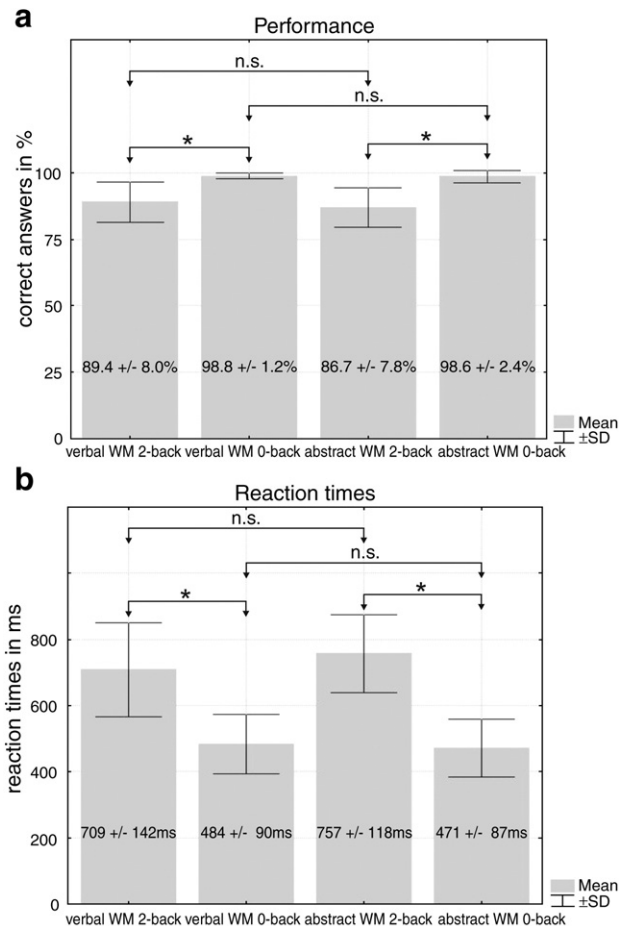 a
Performance
n.s.
n.s.
*
*
correct answers in %
100
75
50
25
0
89.4 +/- 8.0%
98.8 +/- 1.2%
86.7 +/- 7.8%
98.6 +/- 2.4%
verbal WM 2-back
verbal WM 0-back
abstract WM 2-back
abstract WM 0-back
Mean
±SD
b
Reaction times
n.s.
n.s.
*
*
reaction times in ms
800
600
400
200
0
709 +/- 142ms
484 +/- 90ms
757 +/- 118ms
471 +/- 87ms
verbal WM 2-back
verbal WM 0-back
abstract WM 2-back
abstract WM 0-back
Mean
±SD